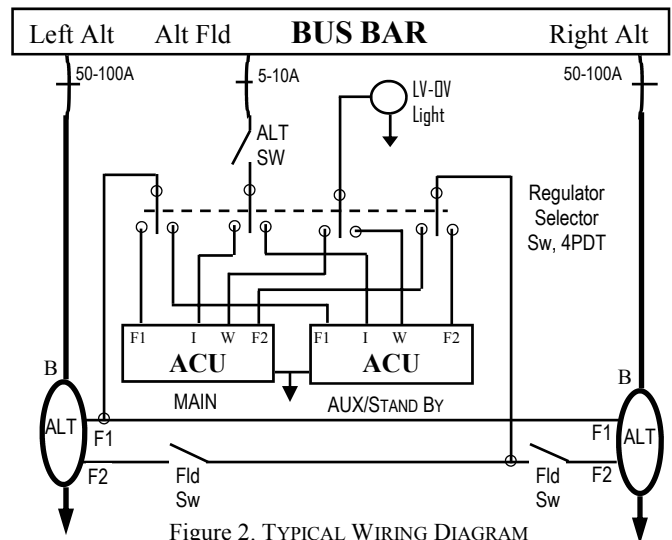 Left Alt Alt Fld BUS BAR Right Alt
50-100A 5-10A 50-100A
LV-OV
Light
ALT
SW
Regulator
Selector
Sw, 4PDT
F1 I W F2 F1 I W F2
ACU ACU
MAIN AUX/STAND BY
B B
ALT ALT
F1 F1
F2 F2
Fld
Sw
Fld
Sw
Figure 2. TYPICAL WIRING DIAGRAM